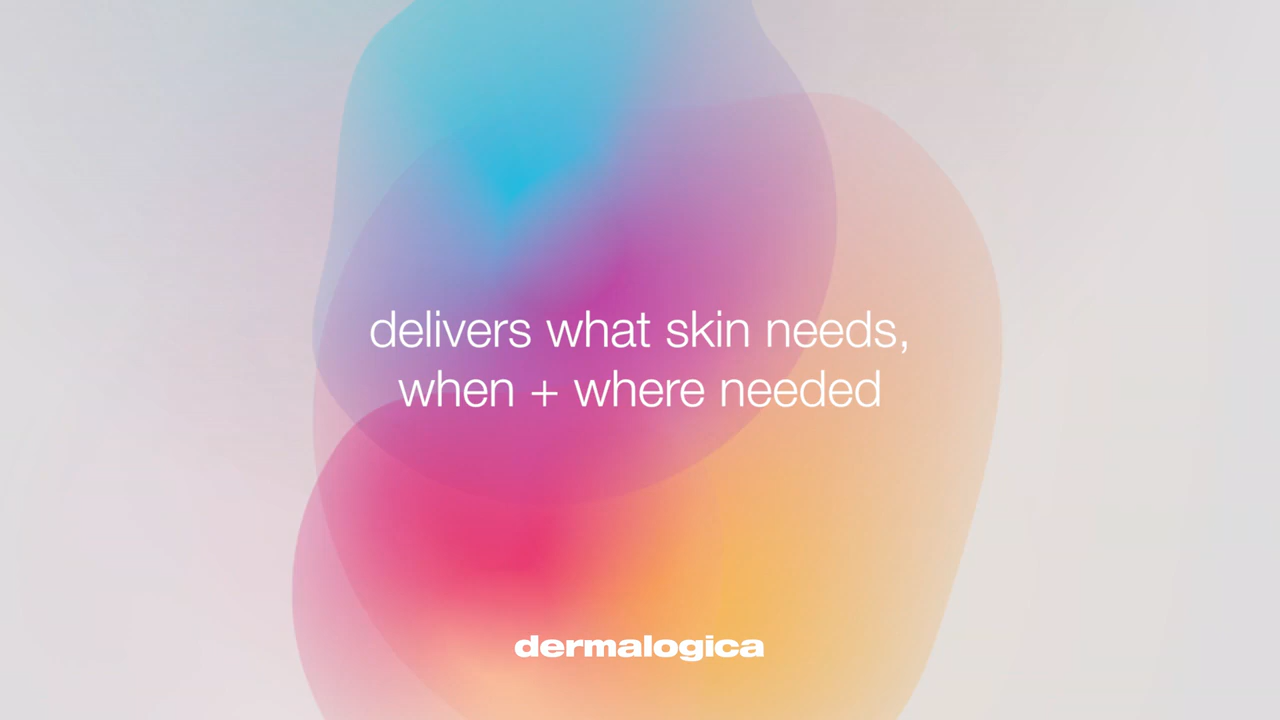 delivers what skin needs,
when + where needed
dermalogica